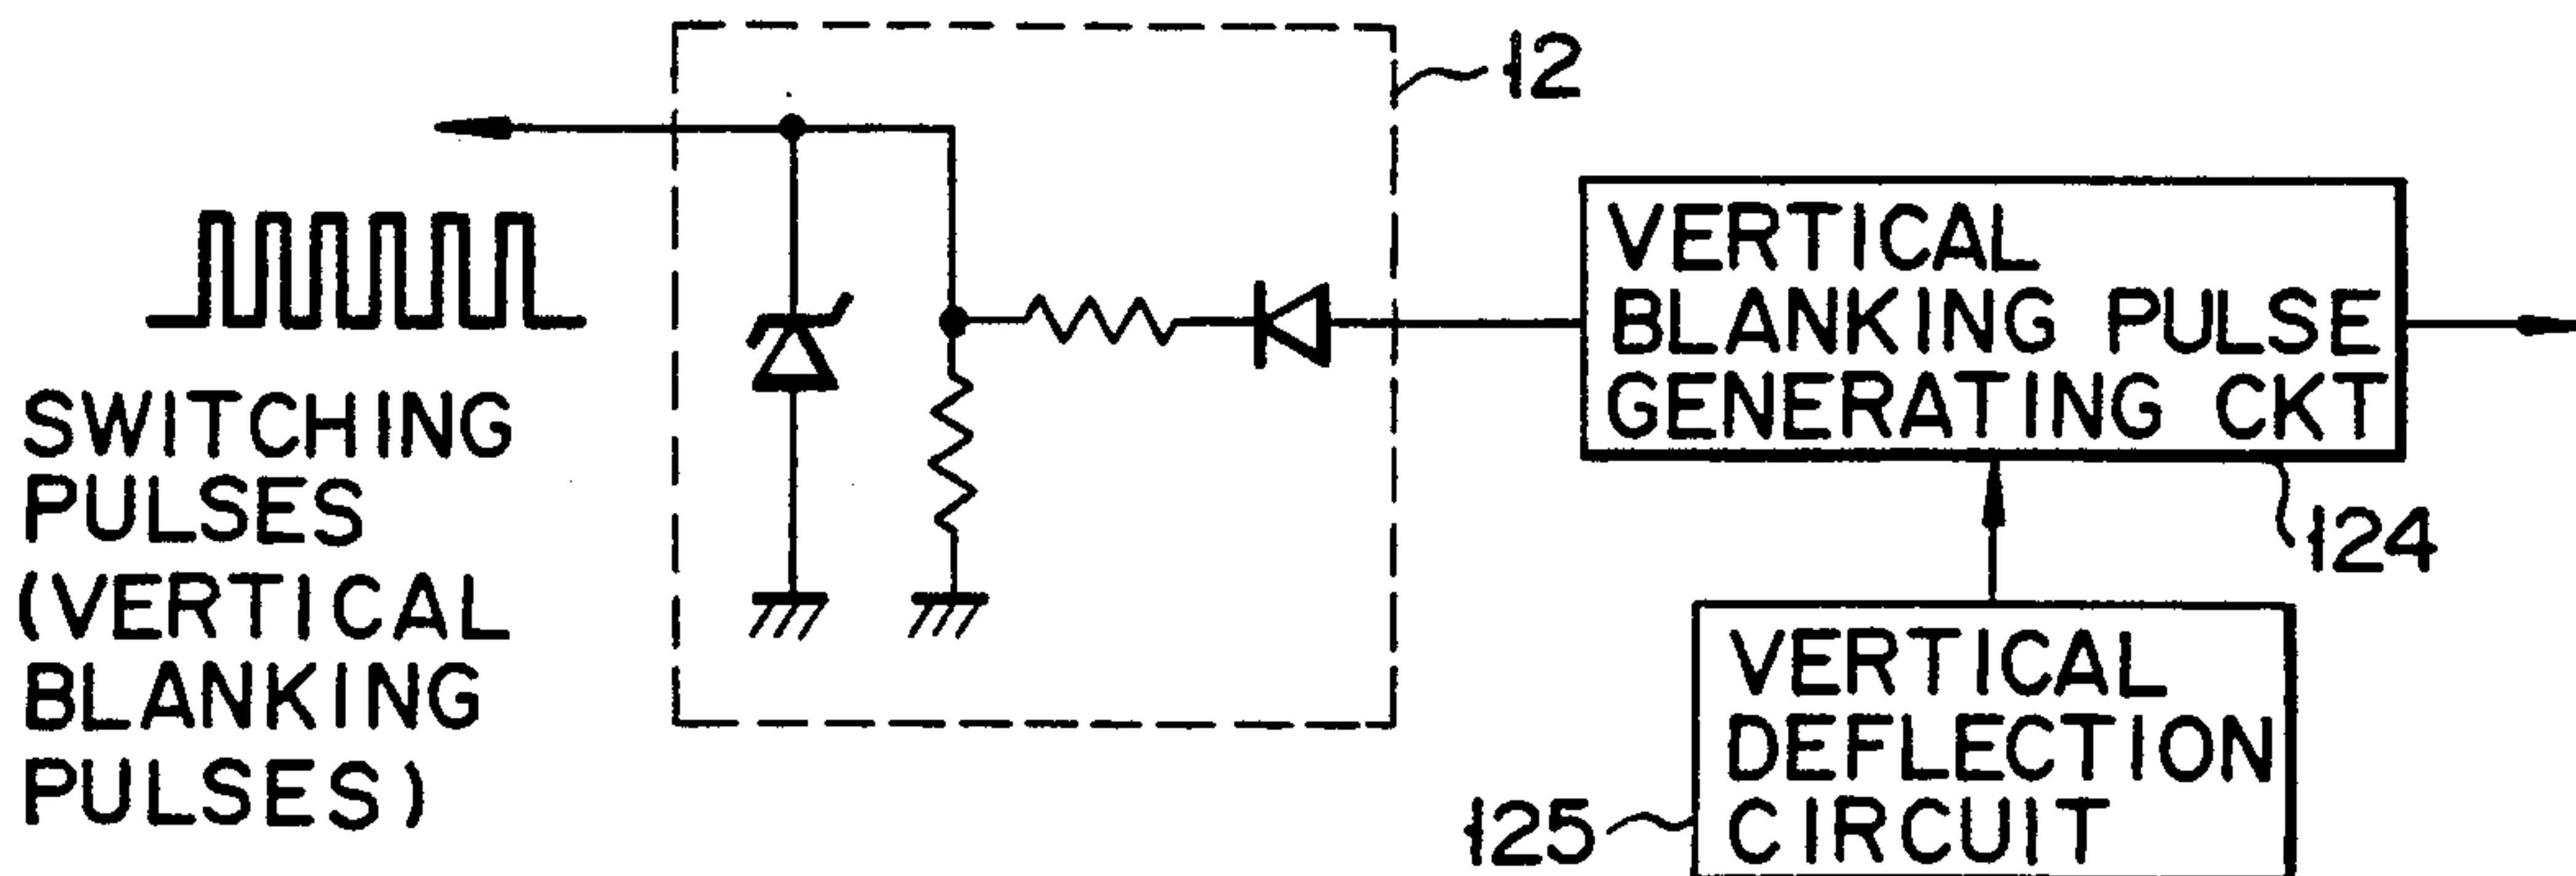 12
VERTICAL
BLANKING PULSE
GENERATING CKT
124
SWITCHING
PULSES
(VERTICAL
BLANKING
PULSES)
VERTICAL
DEFLECTION
CIRCUIT
125